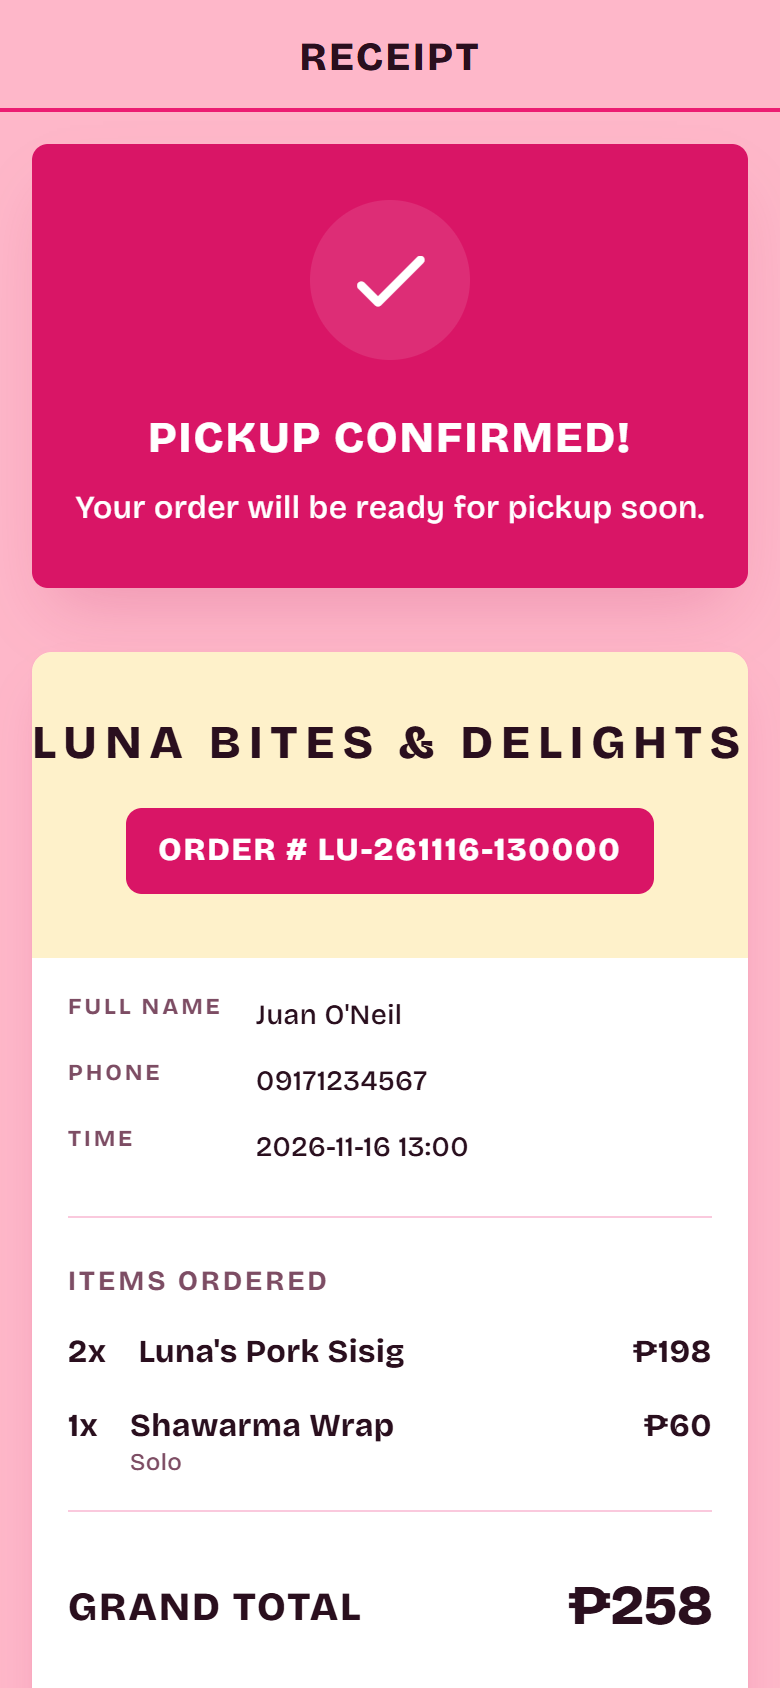 RECEIPT
PICKUP CONFIRMED!
Your order will be ready for pickup soon.
LUNA BITES & DELIGHTS
ORDER # LU-261116-130000
FULL NAME Juan O'Neil
PHONE 09171234567
TIME 2026-11-16 13:00
ITEMS ORDERED
2x Luna's Pork Sisig ₱198
1x Shawarma Wrap ₱60
Solo
GRAND TOTAL ₱258